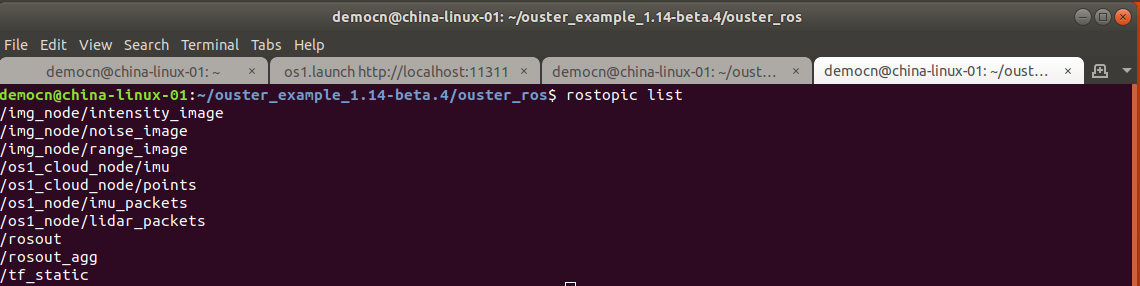 democn@china-linux-01: ~/ouster_example_1.14-beta.4/ouster_ros
File Edit View Search Terminal Tabs Help
democn@china-linux-01: ~ × os1.launch http://localhost:11311 × democn@china-linux-01: ~/oust... × democn@china-linux-01: ~/oust... ×
democn@china-linux-01:~/ouster_example_1.14-beta.4/ouster_ros$ rostopic list
/img_node/intensity_image
/img_node/noise_image
/img_node/range_image
/os1_cloud_node/imu
/os1_cloud_node/points
/os1_node/imu_packets
/os1_node/lidar_packets
/rosout
/rosout_agg
/tf_static